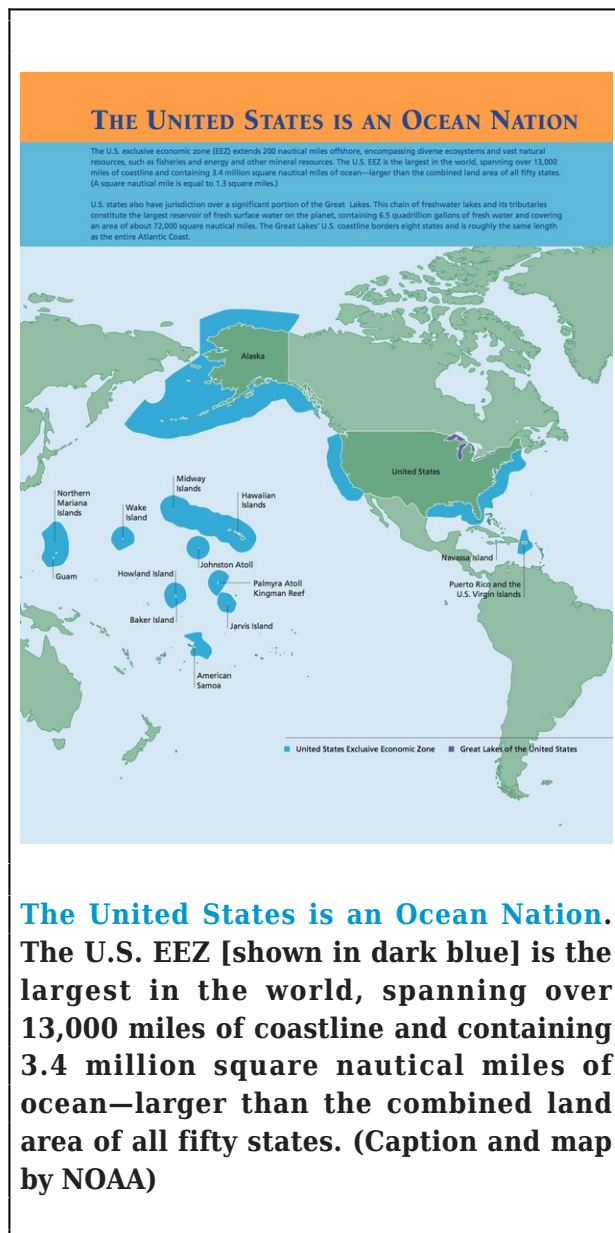 THE UNITED STATES IS AN OCEAN NATION
The U.S. exclusive economic zone (EEZ) extends 200 nautical miles offshore, encompassing diverse ecosystems and vast natural
resources, such as fisheries and energy and other mineral resources. The U.S. EEZ is the largest in the world, spanning over 13,000
miles of coastline and containing 3.4 million square nautical miles of ocean—larger than the combined land area of all fifty states.
(A square nautical mile is equal to 1.3 square miles.)
U.S. states also have jurisdiction over a significant portion of the Great Lakes. This chain of freshwater lakes and its tributaries
constitute the largest reservoir of fresh surface water on the planet, containing 6.5 quadrillion gallons of fresh water and covering
an area of about 72,000 square nautical miles. The Great Lakes' U.S. coastline borders eight states and is roughly the same length
as the entire Atlantic Coast.
Alaska
United States
Northern
Mariana
Islands
Wake
Island
Midway
Islands
Hawaiian
Islands
Guam
Johnston Atoll
Howland Island
Palmyra Atoll
Kingman Reef
Baker Island
Jarvis Island
American
Samoa
Navassa Island
Puerto Rico and the
U.S. Virgin Islands
United States Exclusive Economic Zone
Great Lakes of the United States
The United States is an Ocean Nation.
The U.S. EEZ [shown in dark blue] is the
largest in the world, spanning over
13,000 miles of coastline and containing
3.4 million square nautical miles of
ocean—larger than the combined land
area of all fifty states. (Caption and map
by NOAA)